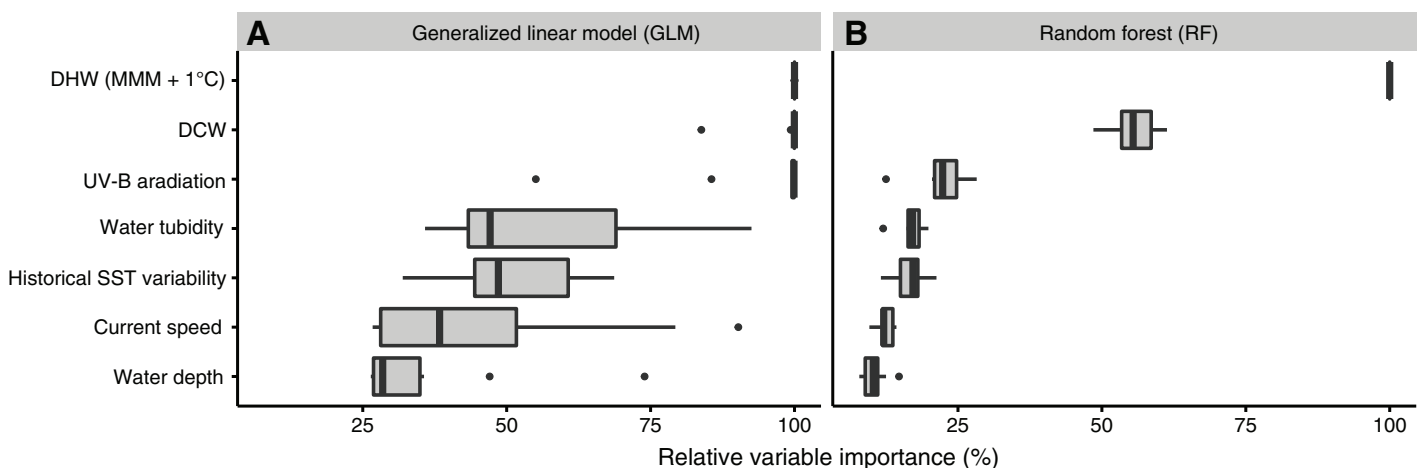 A Generalized linear model (GLM)
B Random forest (RF)
DHW (MMM + 1°C)
DCW
UV-B aradiation
Water tubidity
Historical SST variability
Current speed
Water depth
25 50 75 100
25 50 75 100
Relative variable importance (%)